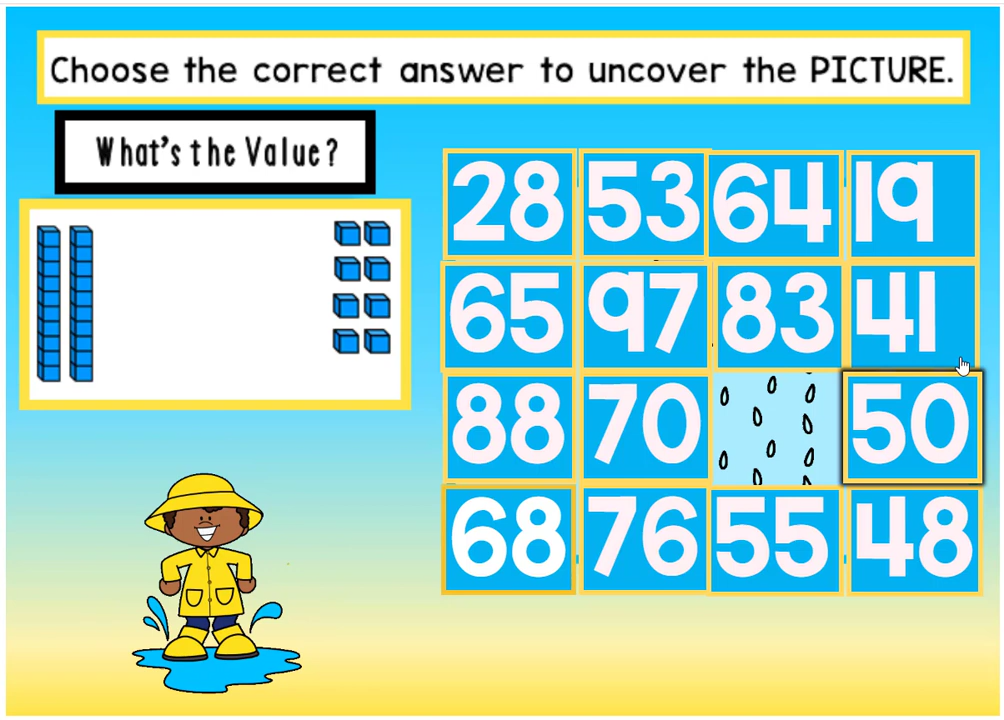 Choose the correct answer to uncover the PICTURE.
What's the Value?
28 53 64 19
65 97 83 41
88 70 50
68 76 55 48